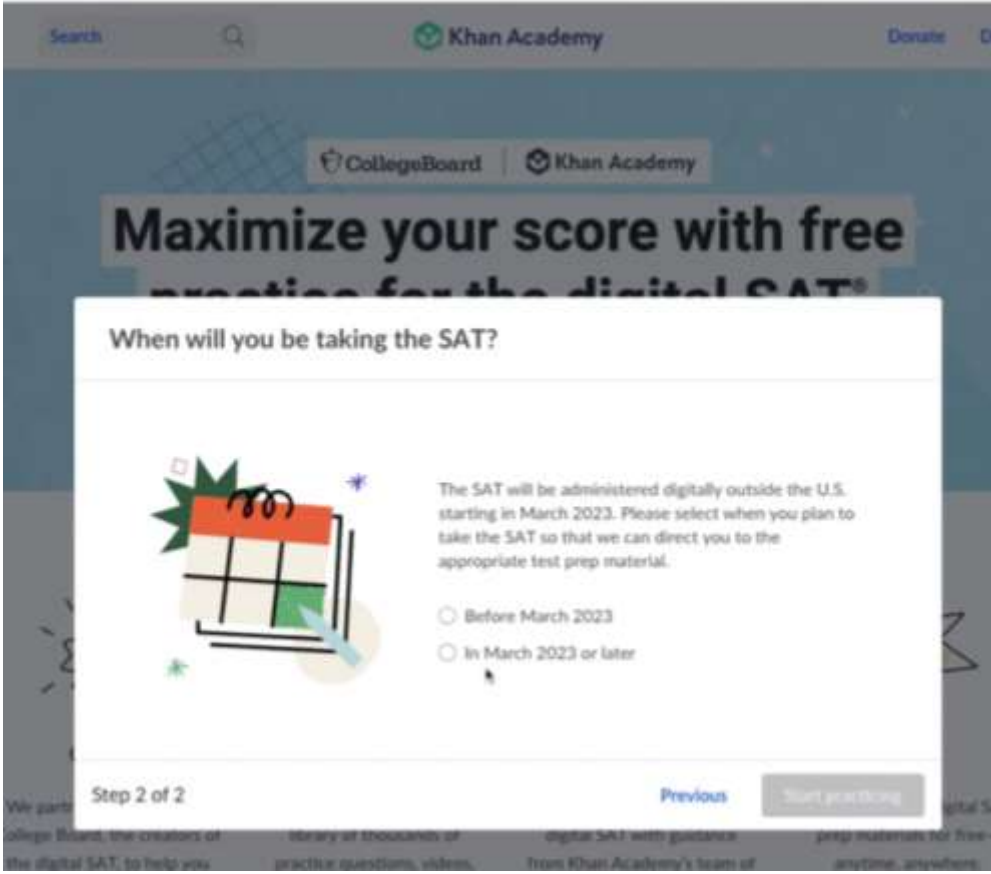 Search
Khan Academy
Donate
CollegeBoard | Khan Academy
Maximize your score with free
practice for the digital SAT®
When will you be taking the SAT?
The SAT will be administered digitally outside the U.S.
starting in March 2023. Please select when you plan to
take the SAT so that we can direct you to the
appropriate test prep material.
Before March 2023
In March 2023 or later
Step 2 of 2
Previous
Start practicing
We part
College Board, the creators of
the digital SAT, to help you
library of thousands of
practice questions, videos,
digital SAT with guidance
from Khan Academy's team of
prep materials for free
anytime, anywhere.